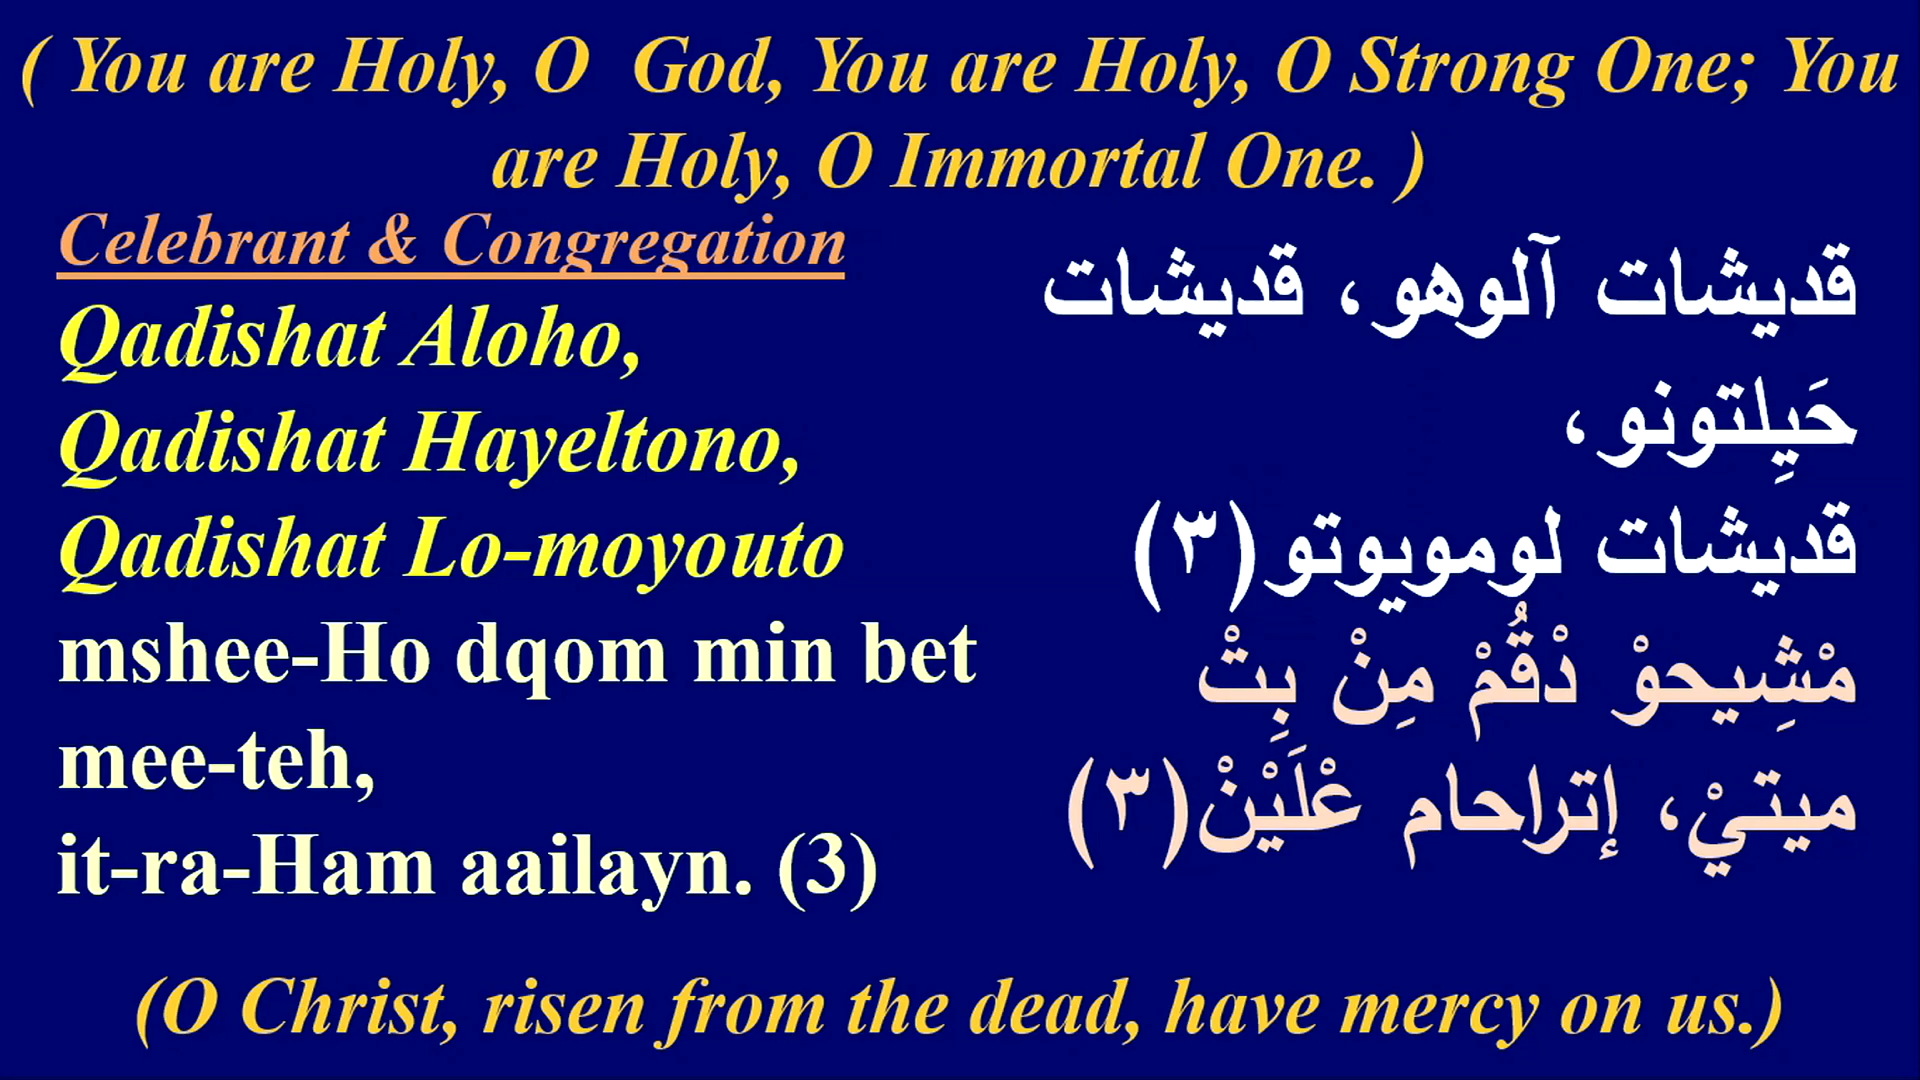 ( You are Holy, O God, You are Holy, O Strong One; You
are Holy, O Immortal One. )
Celebrant & Congregation
Qadishat Aloho,
Qadishat Hayeltono,
Qadishat Lo-moyouto
mshee-Ho dqom min bet
mee-teh,
it-ra-Ham aailayn. (3)
قديشات آلوهو، قديشات
حَيِلتونو،
قديشات لومويوتو(٣)
مْشِيحوْ دْقُمْ مِنْ بِتْ
ميتيْ، إتراحام عْلَيْنْ(٣)
(O Christ, risen from the dead, have mercy on us.)